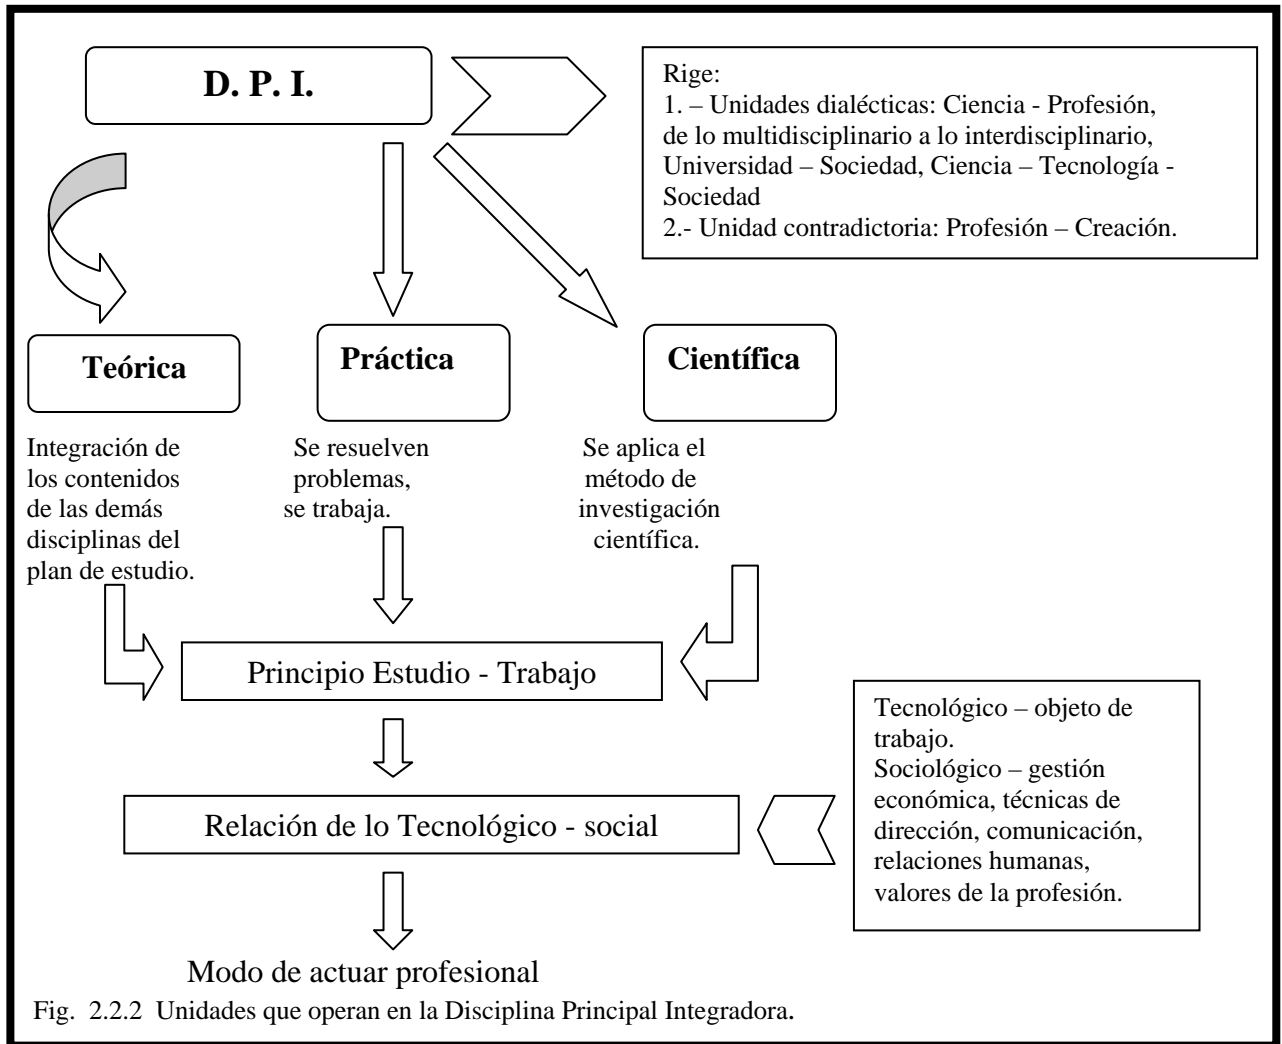 D. P. I.
Rige:
1. – Unidades dialécticas: Ciencia - Profesión,
de lo multidisciplinario a lo interdisciplinario,
Universidad – Sociedad, Ciencia – Tecnología -
Sociedad
2.- Unidad contradictoria: Profesión – Creación.
Teórica
Práctica
Científica
Integración de
los contenidos
de las demás
disciplinas del
plan de estudio.
Se resuelven
problemas,
se trabaja.
Se aplica el
método de
investigación
científica.
Principio Estudio - Trabajo
Tecnológico – objeto de
trabajo.
Sociológico – gestión
económica, técnicas de
dirección, comunicación,
relaciones humanas,
valores de la profesión.
Relación de lo Tecnológico - social
Modo de actuar profesional
Fig. 2.2.2 Unidades que operan en la Disciplina Principal Integradora.